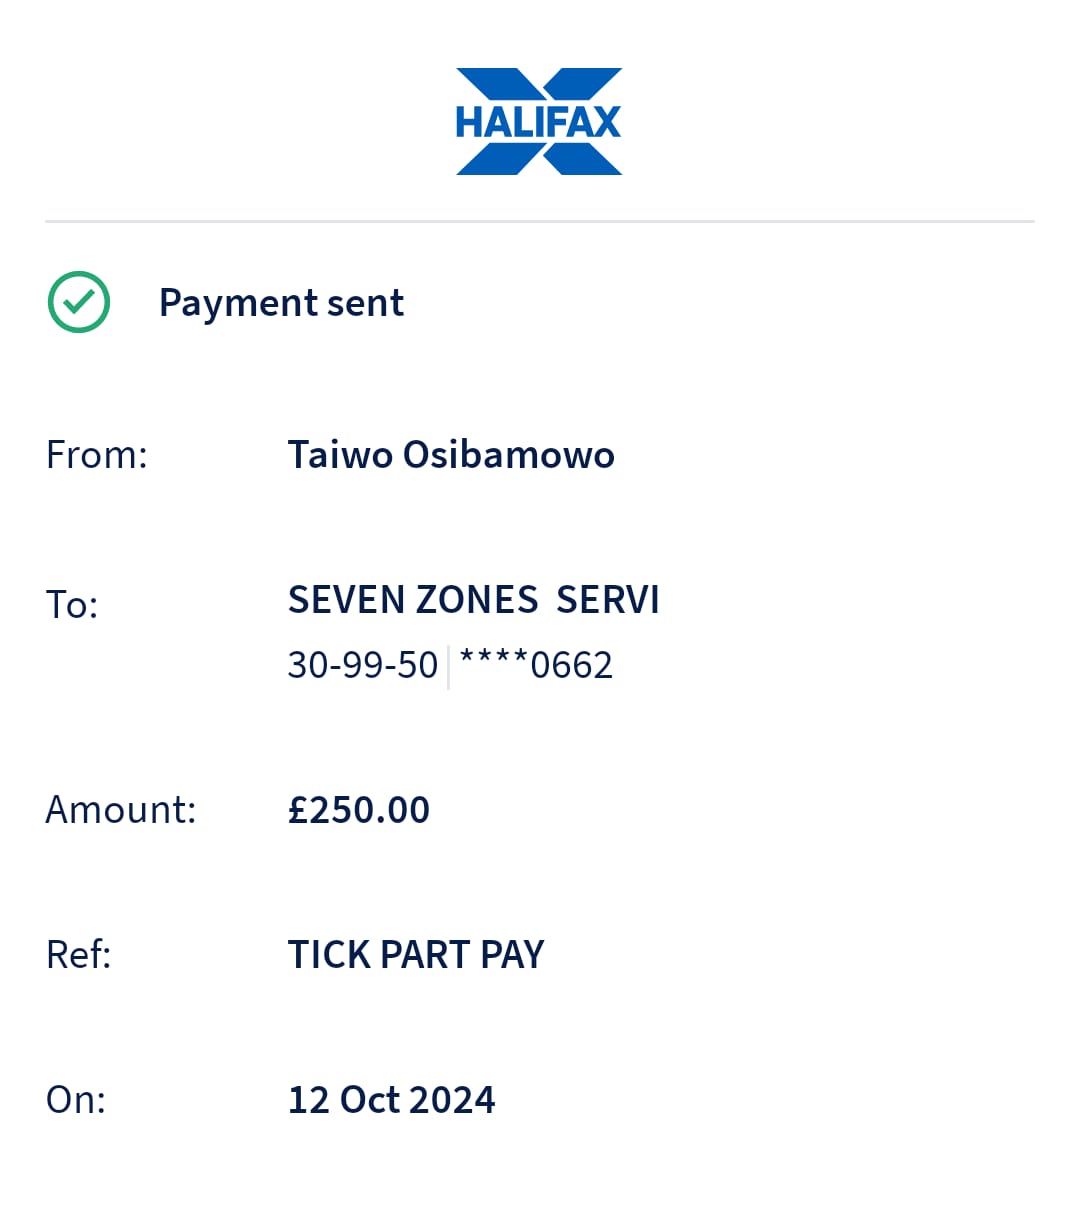 HALIFAX
Payment sent
From: Taiwo Osibamowo
To: SEVEN ZONES  SERVI
30-99-50 | ****0662
Amount: £250.00
Ref: TICK PART PAY
On: 12 Oct 2024